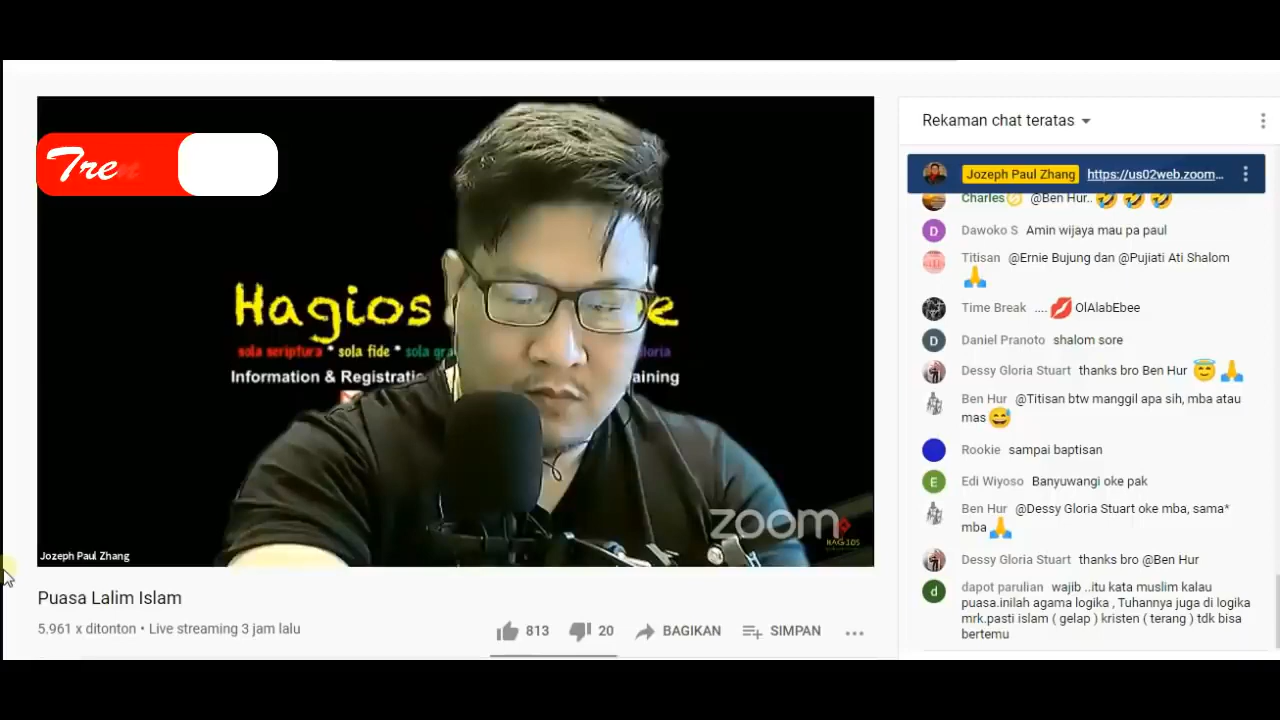 Tren
Hagios
e
sola scriptura * sola fide * sola gra
loria
Information & Registratio
aining
zoom
HAGIOS
Jozeph Paul Zhang
Puasa Lalim Islam
5.961 x ditonton • Live streaming 3 jam lalu
813
20
BAGIKAN
SIMPAN
Rekaman chat teratas
Jozeph Paul Zhang https://us02web.zoom...
Charles @Ben Hur.. 🤣 🤣 🤣
D Dawoko S Amin wijaya mau pa paul
Titisan @Ernie Bujung dan @Pujiati Ati Shalom
🙏
Time Break .... 💋 OlAlabEbee
D Daniel Pranoto shalom sore
Dessy Gloria Stuart thanks bro Ben Hur 😇 🙏
Ben Hur @Titisan btw manggil apa sih, mba atau
mas 😅
Rookie sampai baptisan
E Edi Wiyoso Banyuwangi oke pak
Ben Hur @Dessy Gloria Stuart oke mba, sama*
mba 🙏
Dessy Gloria Stuart thanks bro @Ben Hur
d dapot parulian wajib ..itu kata muslim kalau
puasa.inilah agama logika , Tuhannya juga di logika
mrk.pasti islam ( gelap ) kristen ( terang ) tdk bisa
bertemu